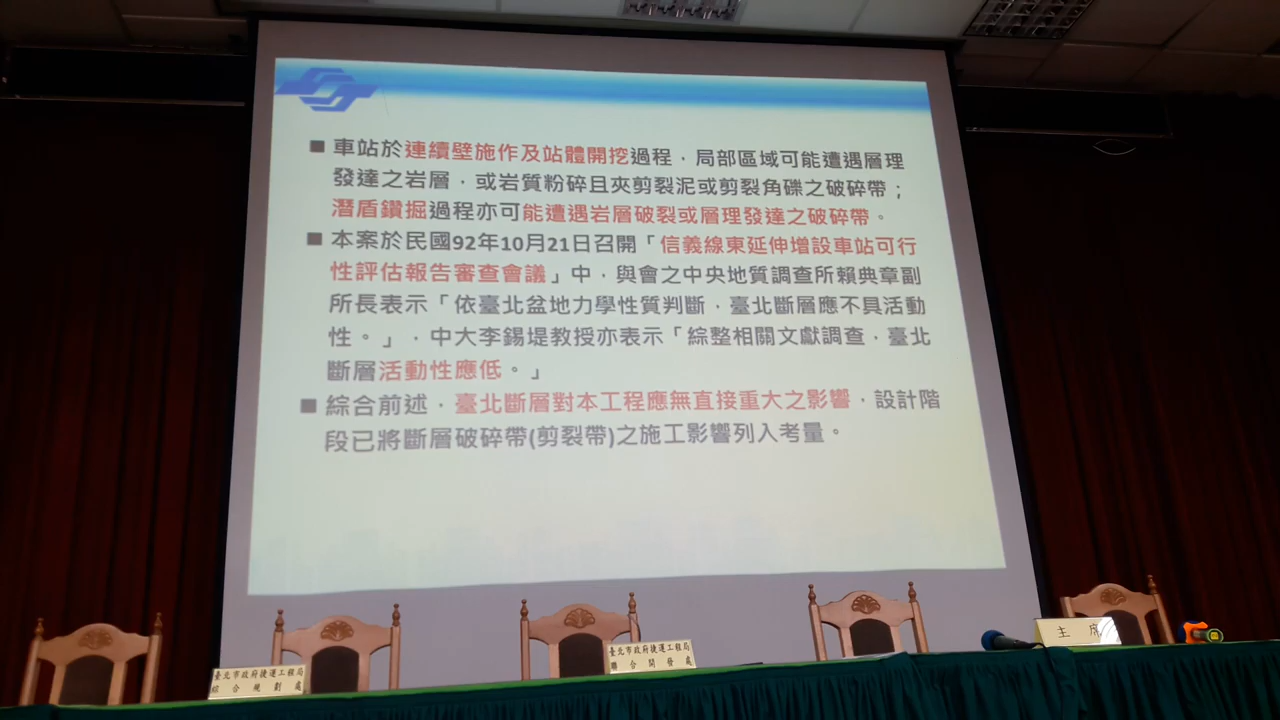 ■ 車站於連續壁施作及站體開挖過程，局部區域可能遭遇層理
發達之岩層，或岩質粉碎且夾剪裂泥或剪裂角礫之破碎帶；
潛盾鑽掘過程亦可能遭遇岩層破裂或層理發達之破碎帶。
■ 本案於民國92年10月21日召開「信義線東延伸增設車站可行
性評估報告審查會議」中，與會之中央地質調查所賴典章副
所長表示「依臺北盆地力學性質判斷，臺北斷層應不具活動
性。」，中大李錫堤教授亦表示「綜整相關文獻調查，臺北
斷層活動性應低。」
■ 綜合前述，臺北斷層對本工程應無直接重大之影響，設計階
段已將斷層破碎帶(剪裂帶)之施工影響列入考量。
臺北市政府捷運工程局
綜合規劃處
臺北市政府捷運工程局
聯合開發處
主席